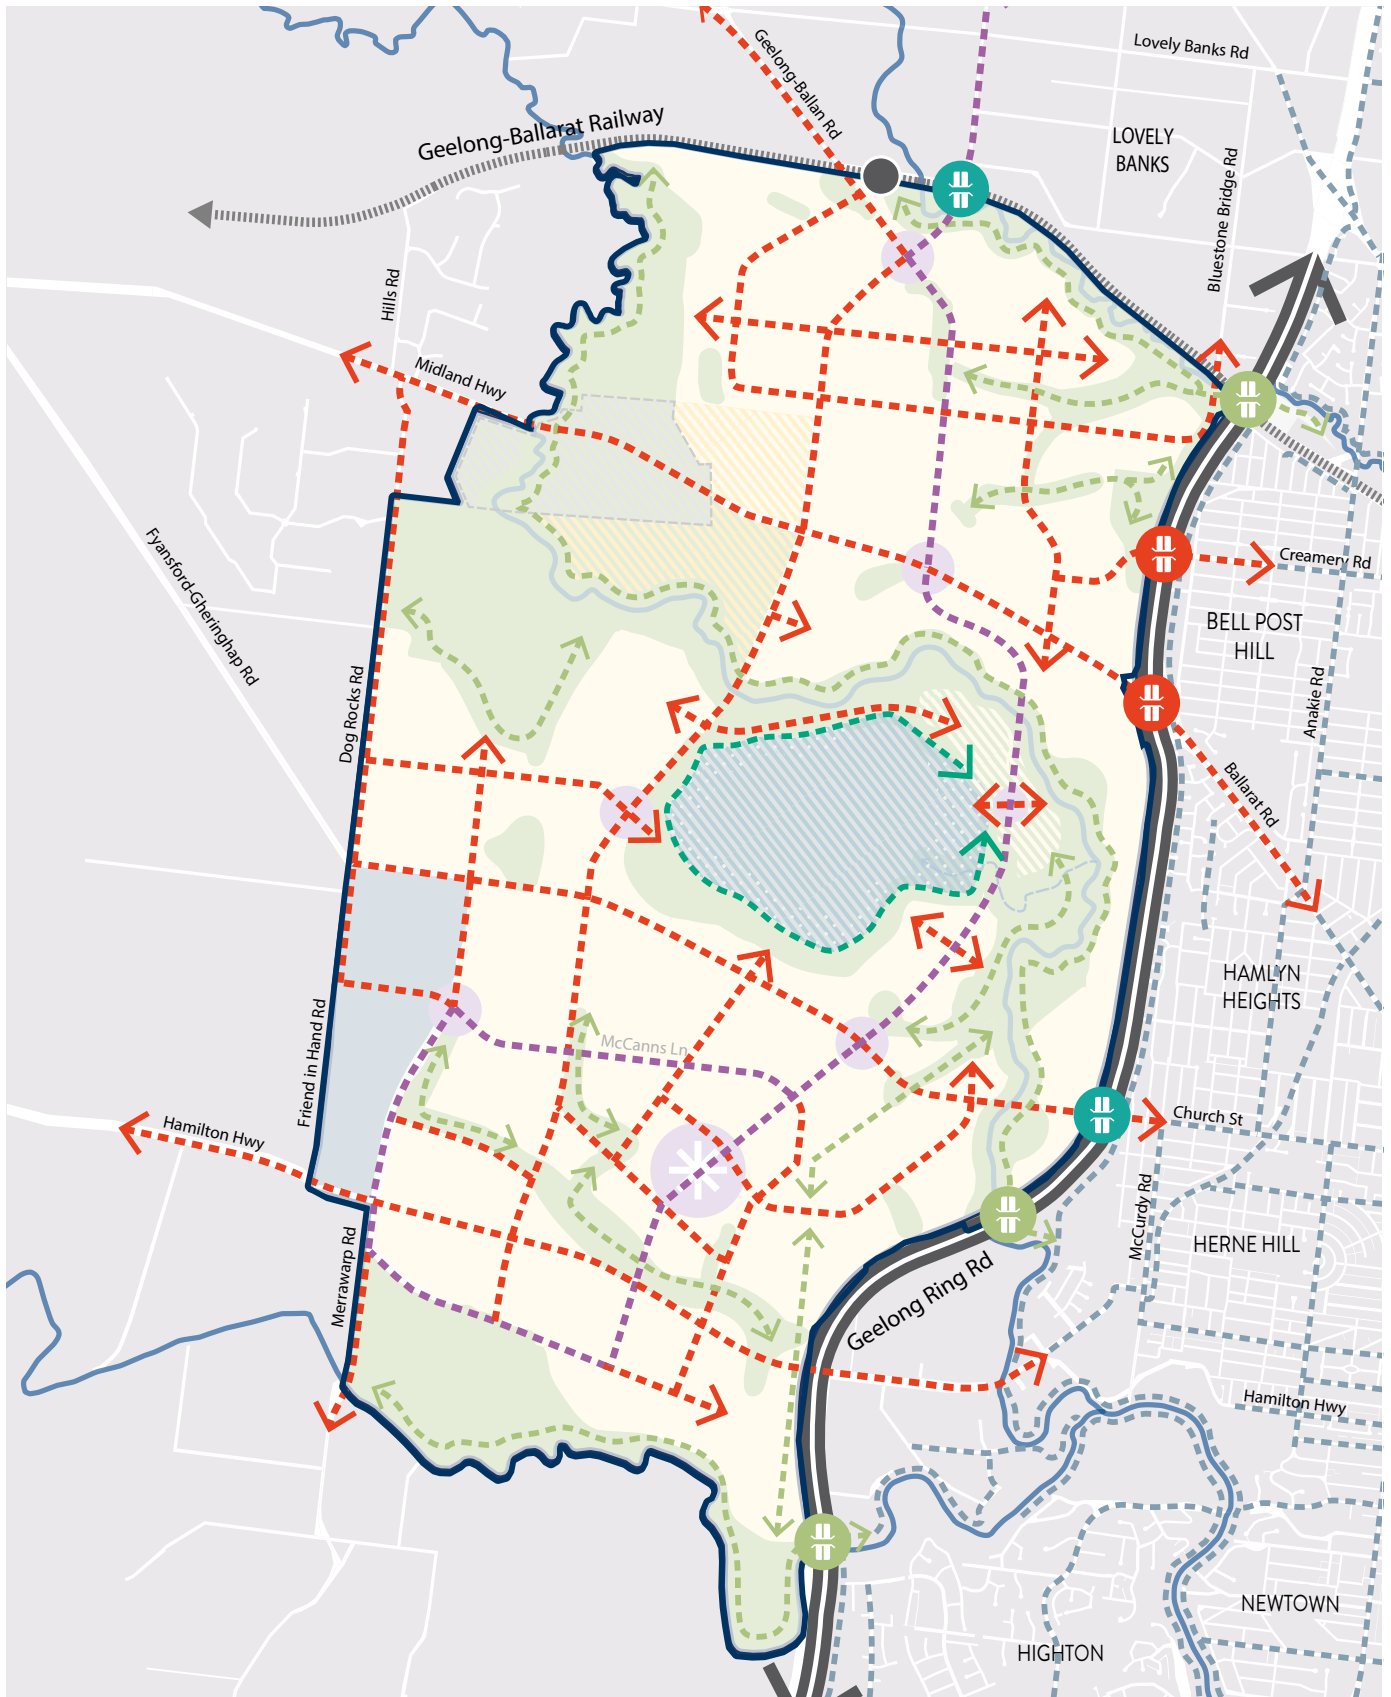 Lovely Banks Rd
Geelong-Ballan Rd
Geelong-Ballarat Railway
LOVELY
BANKS
Bluestone Bridge Rd
Hills Rd
Midland Hwy
Fyansford-Gheringhap Rd
Creamery Rd
BELL POST
HILL
Anakie Rd
Dog Rocks Rd
Ballarat Rd
HAMLYN
HEIGHTS
Friend in Hand Rd
McCanns Ln
Hamilton Hwy
Church St
McCurdy Rd
HERNE HILL
Merrawarp Rd
Geelong Ring Rd
Hamilton Hwy
NEWTOWN
HIGHTON